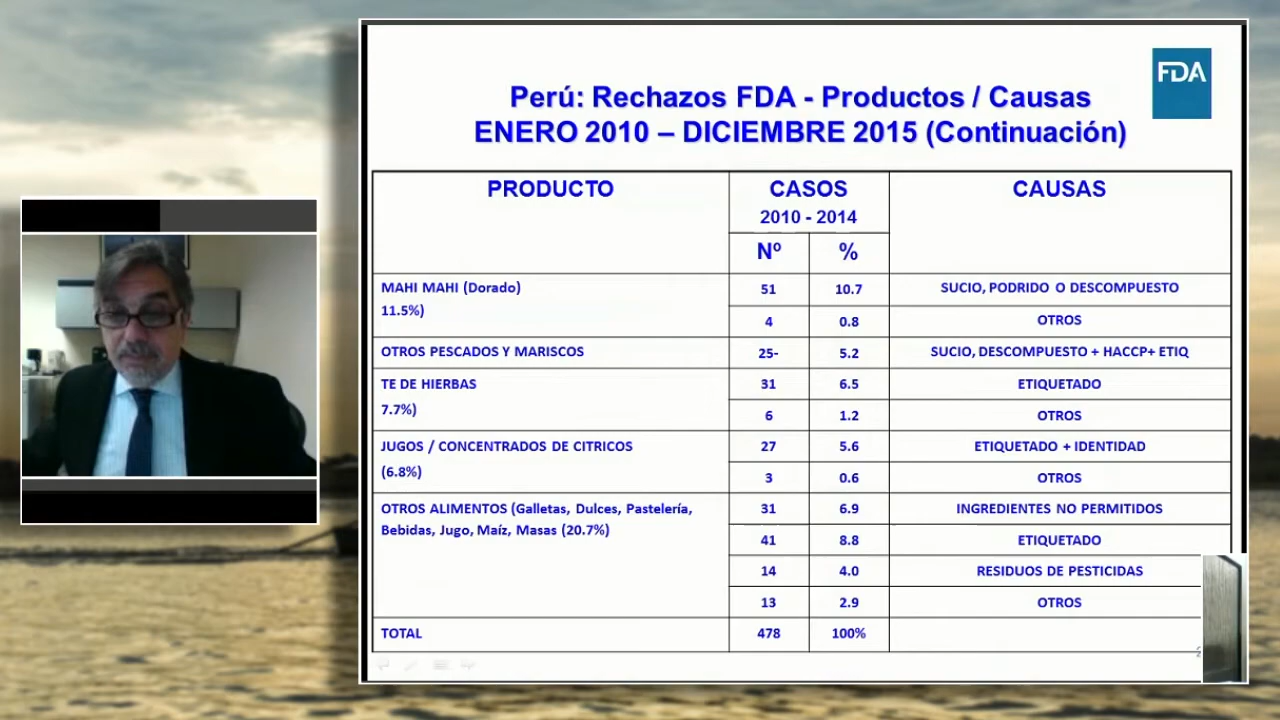 FDA
Perú: Rechazos FDA - Productos / Causas
ENERO 2010 – DICIEMBRE 2015 (Continuación)
PRODUCTO
CASOS
2010 - 2014
CAUSAS
Nº
%
MAHI MAHI (Dorado)
11.5%)
51
10.7
SUCIO, PODRIDO O DESCOMPUESTO
4
0.8
OTROS
OTROS PESCADOS Y MARISCOS
25-
5.2
SUCIO, DESCOMPUESTO + HACCP+ ETIQ
TE DE HIERBAS
7.7%)
31
6.5
ETIQUETADO
6
1.2
OTROS
JUGOS / CONCENTRADOS DE CITRICOS
(6.8%)
27
5.6
ETIQUETADO + IDENTIDAD
3
0.6
OTROS
OTROS ALIMENTOS (Galletas, Dulces, Pastelería,
Bebidas, Jugo, Maíz, Masas (20.7%)
31
6.9
INGREDIENTES NO PERMITIDOS
41
8.8
ETIQUETADO
14
4.0
RESIDUOS DE PESTICIDAS
13
2.9
OTROS
TOTAL
478
100%